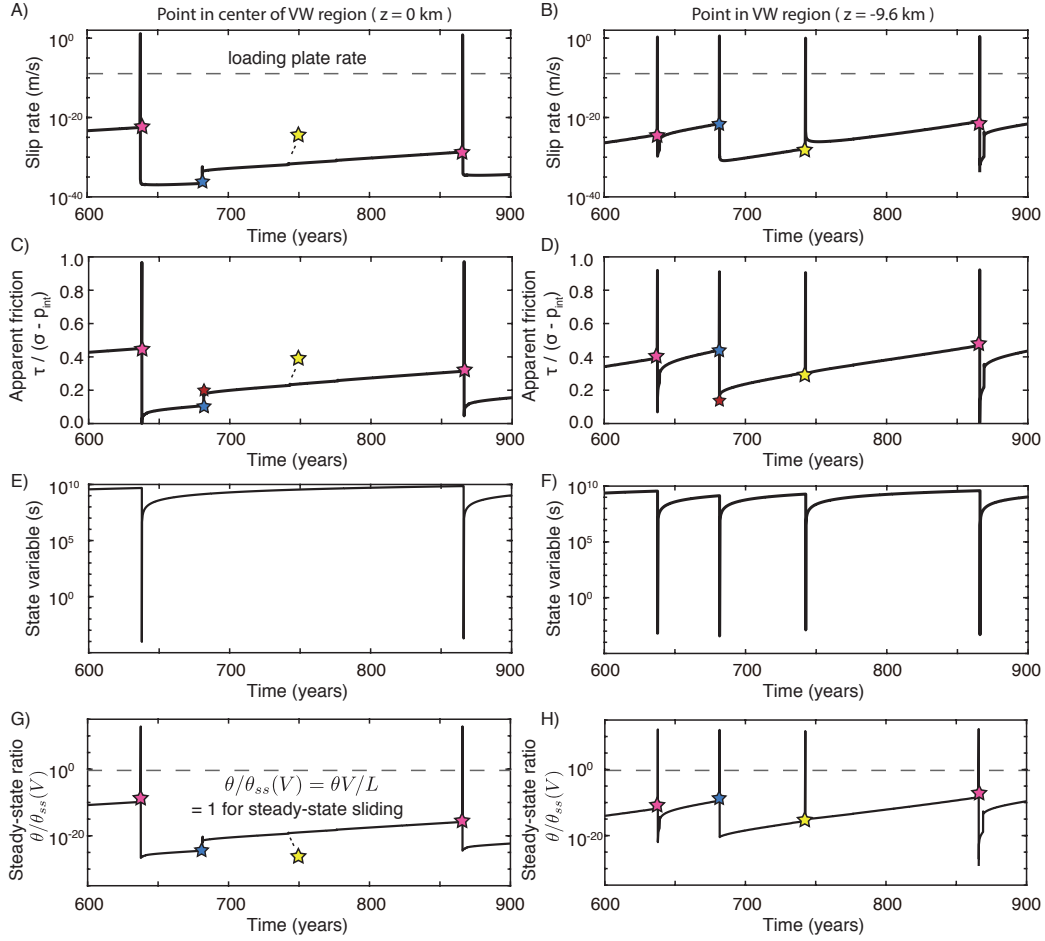 A)
Point in center of VW region ( z = 0 km )
B)
Point in VW region ( z = -9.6 km )
Slip rate (m/s)
10^0
10^-20
10^-40
loading plate rate
600 700 800 900
Time (years)
Slip rate (m/s)
10^0
10^-20
10^-40
600 700 800 900
Time (years)
C)
Apparent friction
τ / (σ - p_int)
1.0
0.8
0.6
0.4
0.2
0.0
600 700 800 900
Time (years)
D)
Apparent friction
τ / (σ - p_int)
1.0
0.8
0.6
0.4
0.2
0.0
600 700 800 900
Time (years)
E)
State variable (s)
10^10
10^5
10^0
600 700 800 900
Time (years)
F)
State variable (s)
10^10
10^5
10^0
600 700 800 900
Time (years)
G)
Steady-state ratio
θ/θ_ss(V)
10^0
10^-20
θ/θ_ss(V) = θV/L
= 1 for steady-state sliding
600 700 800 900
Time (years)
H)
Steady-state ratio
θ/θ_ss(V)
10^0
10^-20
600 700 800 900
Time (years)